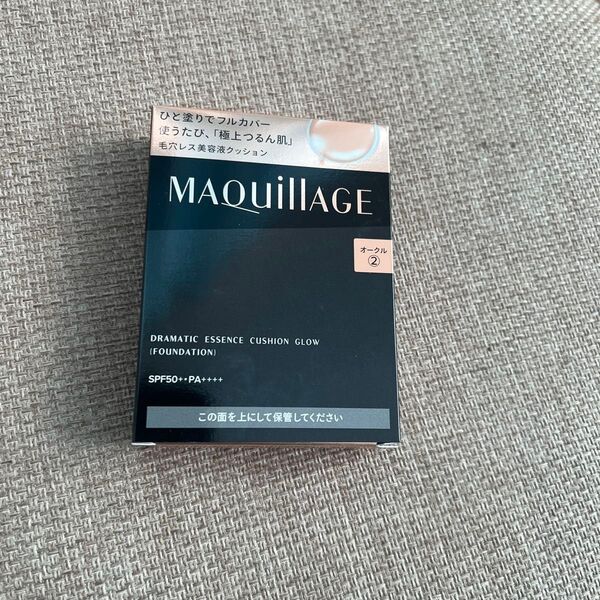 ひと塗りでフルカバー
使うたび、「極上つるん肌」
毛穴レス美容液クッション
MAQuillAGE
オークル
②
DRAMATIC ESSENCE CUSHION GLOW
(FOUNDATION)
SPF50+・PA++++
この面を上にして保管してください